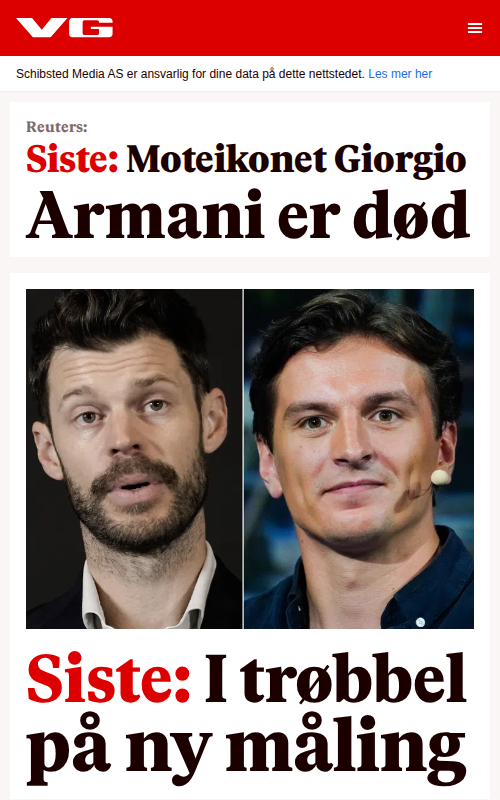 VG
Schibsted Media AS er ansvarlig for dine data på dette nettstedet. Les mer her
Reuters:
Siste: Moteikonet Giorgio
Armani er død
Siste: I trøbbel
på ny måling